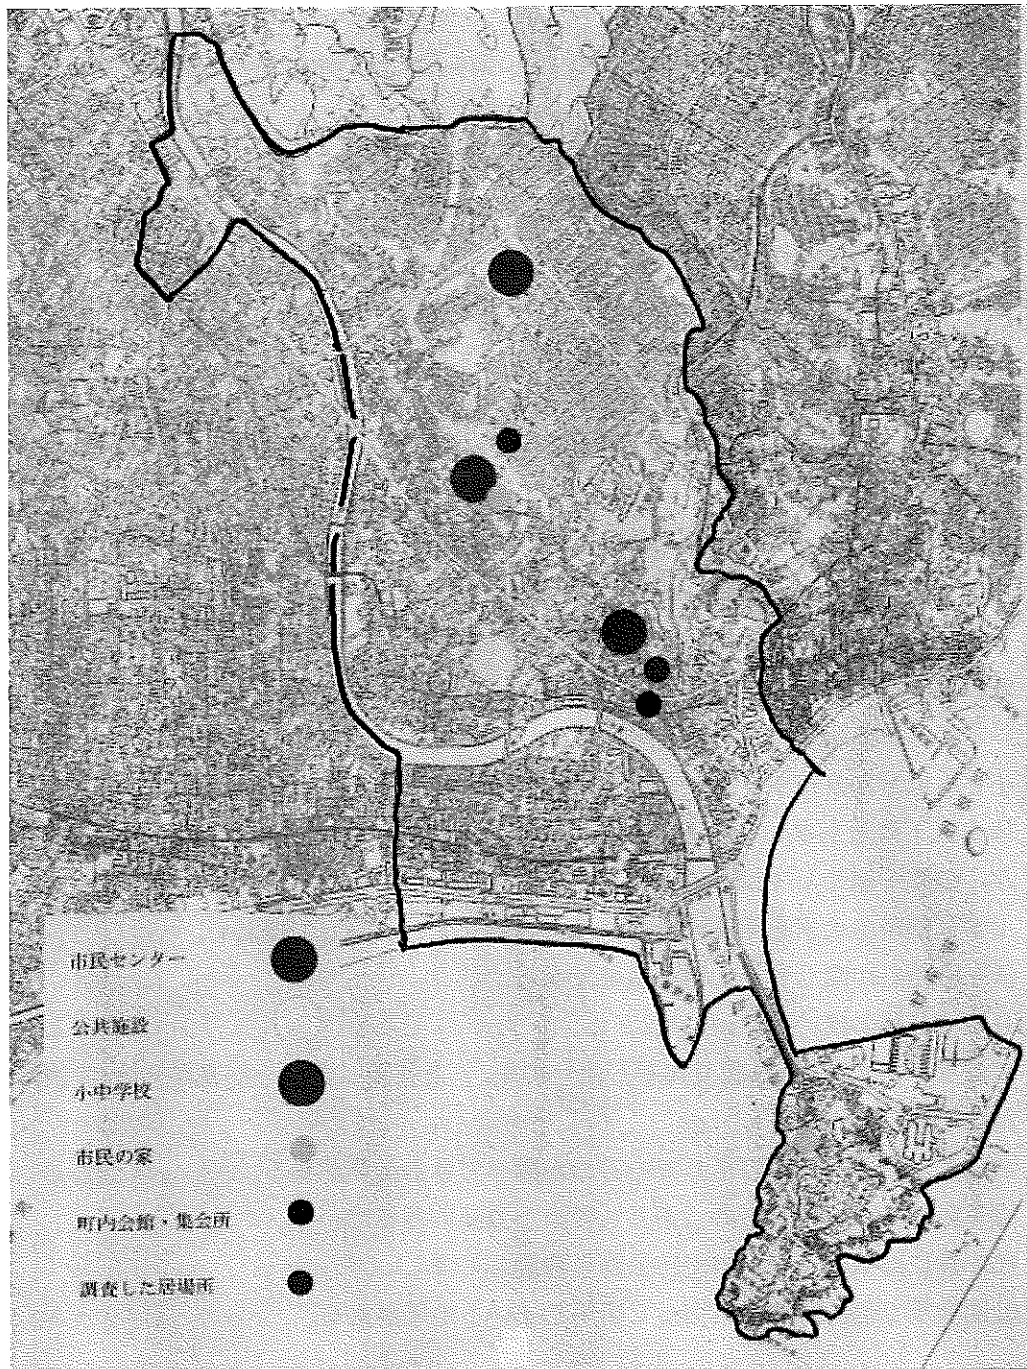 市民センター
公共施設
小中学校
市民の家
町内会館・集会所
調査した居場所